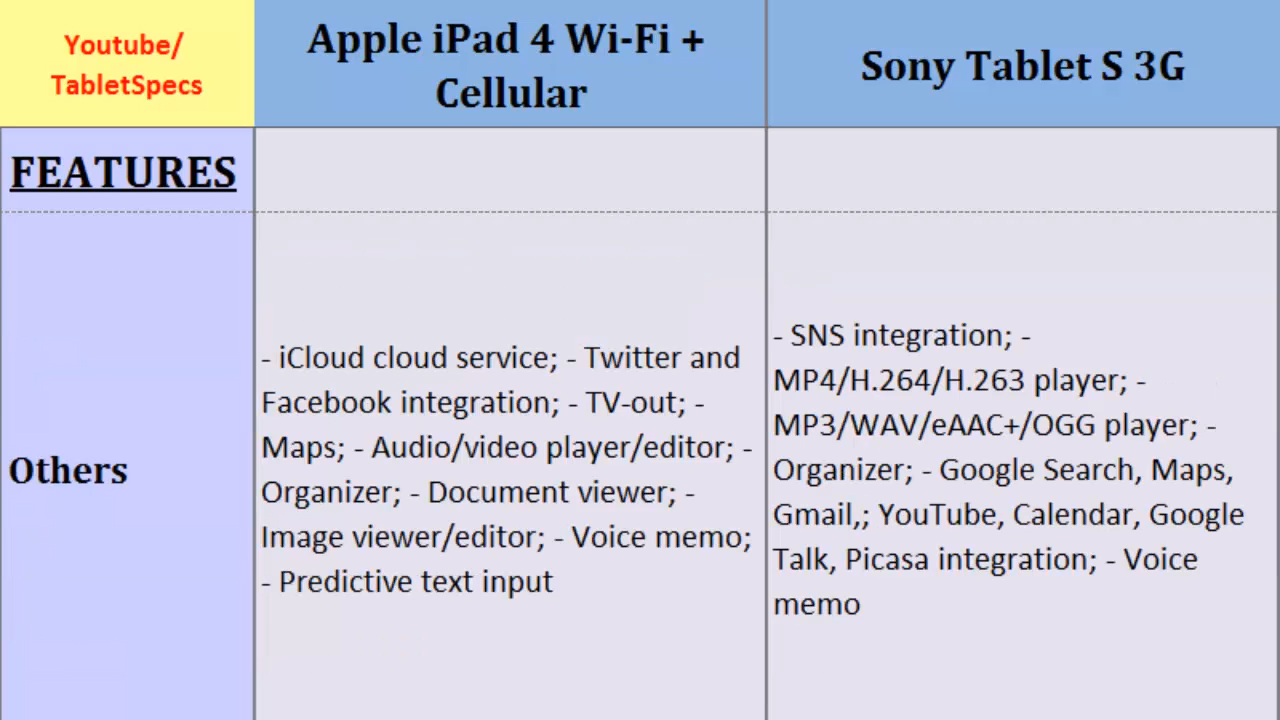 Youtube/
TabletSpecs
Apple iPad 4 Wi-Fi +
Cellular
Sony Tablet S 3G
FEATURES
Others
- iCloud cloud service; - Twitter and
Facebook integration; - TV-out; -
Maps; - Audio/video player/editor; -
Organizer; - Document viewer; -
Image viewer/editor; - Voice memo;
- Predictive text input
- SNS integration; -
MP4/H.264/H.263 player; -
MP3/WAV/eAAC+/OGG player; -
Organizer; - Google Search, Maps,
Gmail,; YouTube, Calendar, Google
Talk, Picasa integration; - Voice
memo